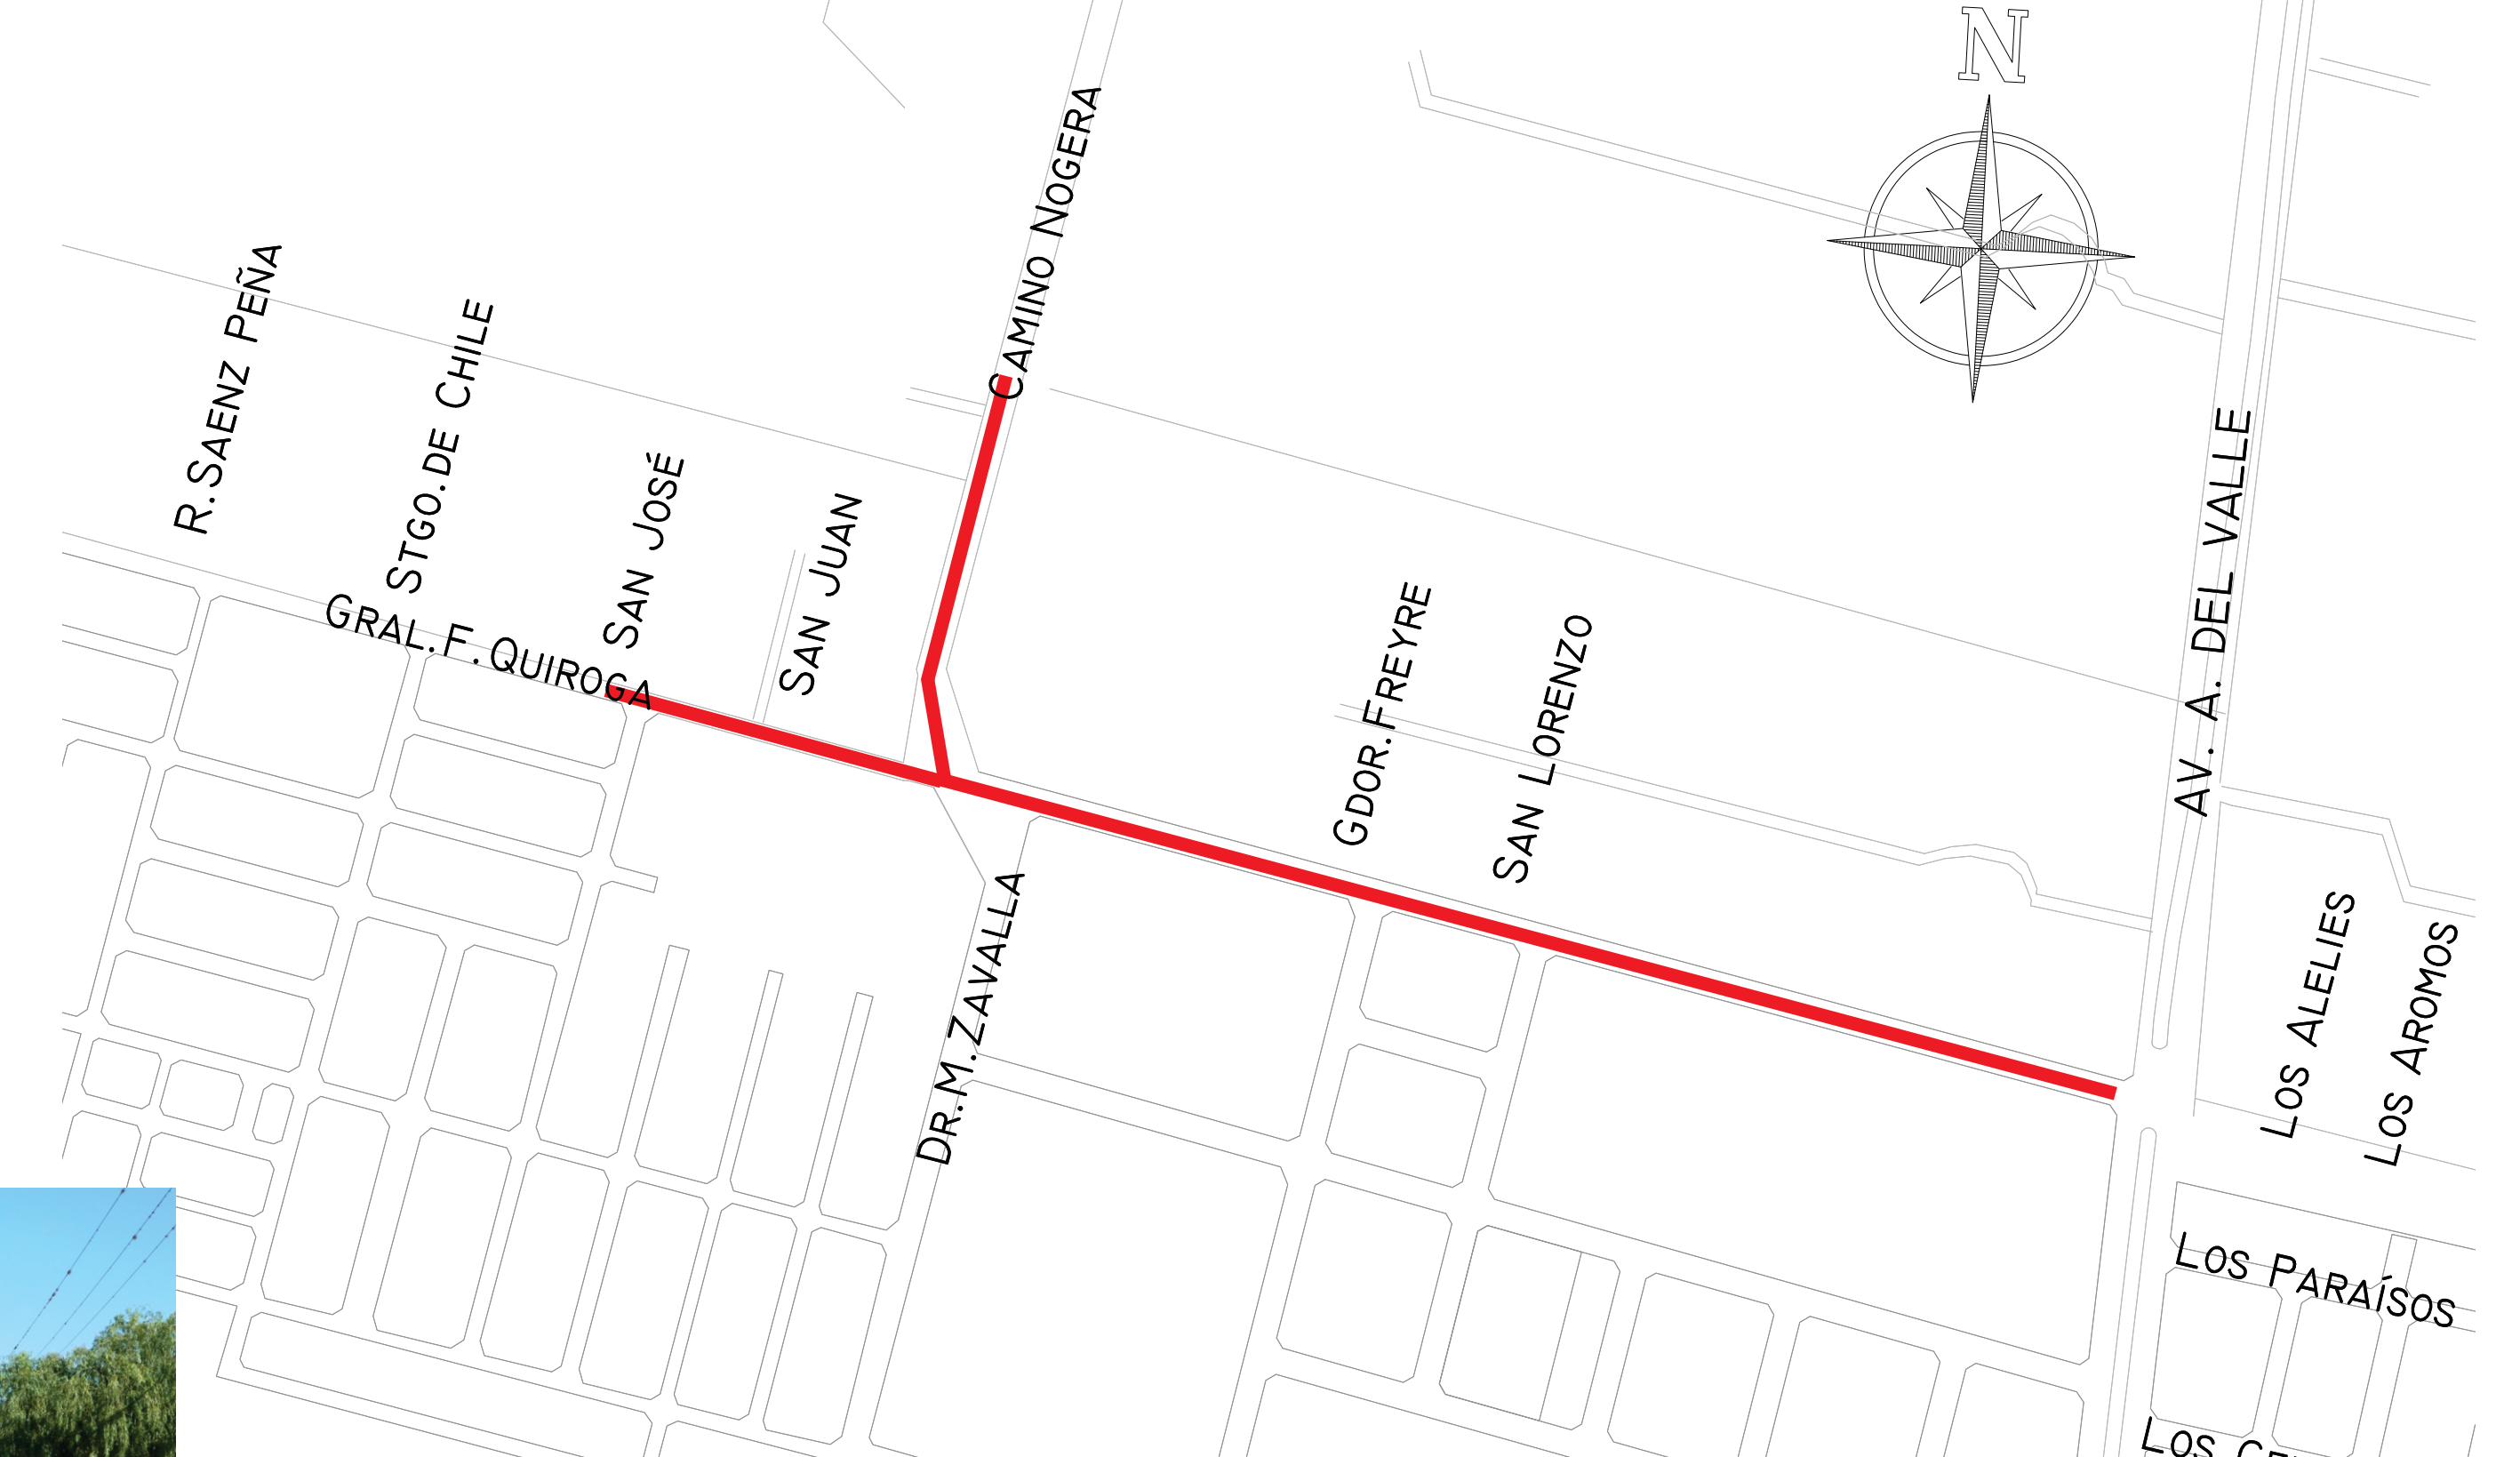 N
CAMINO NOGERA
R.SAENZ PEÑA
STGO.DE CHILE
SAN JOSÉ
SAN JUAN
GRAL.F.QUIROGA
GDOR.FREYRE
SAN LORENZO
AV. A. DEL VALLE
DR.M.ZAVALLA
LOS ALELIES
LOS AROMOS
LOS PARAÍSOS
LOS